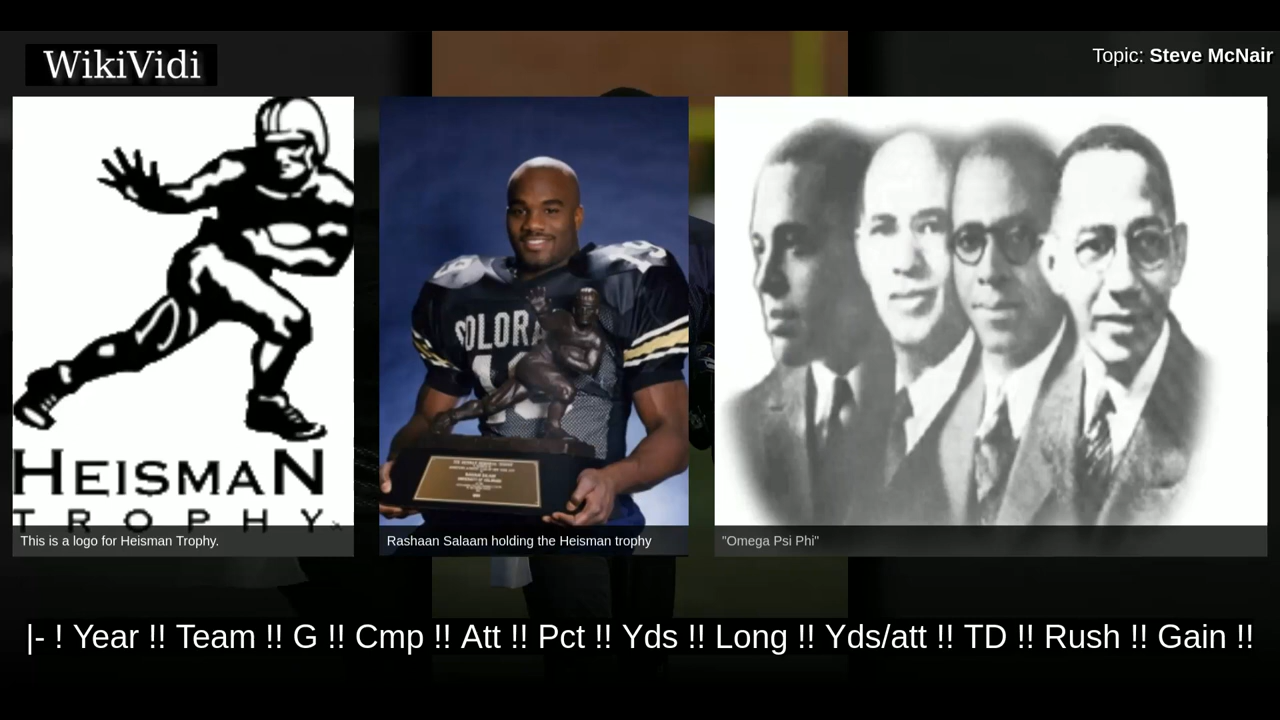 WikiVidi
Topic: Steve McNair
HEISMAN
TROPHY
COLORA
This is a logo for Heisman Trophy.
Rashaan Salaam holding the Heisman trophy
"Omega Psi Phi"
|- ! Year !! Team !! G !! Cmp !! Att !! Pct !! Yds !! Long !! Yds/att !! TD !! Rush !! Gain !!